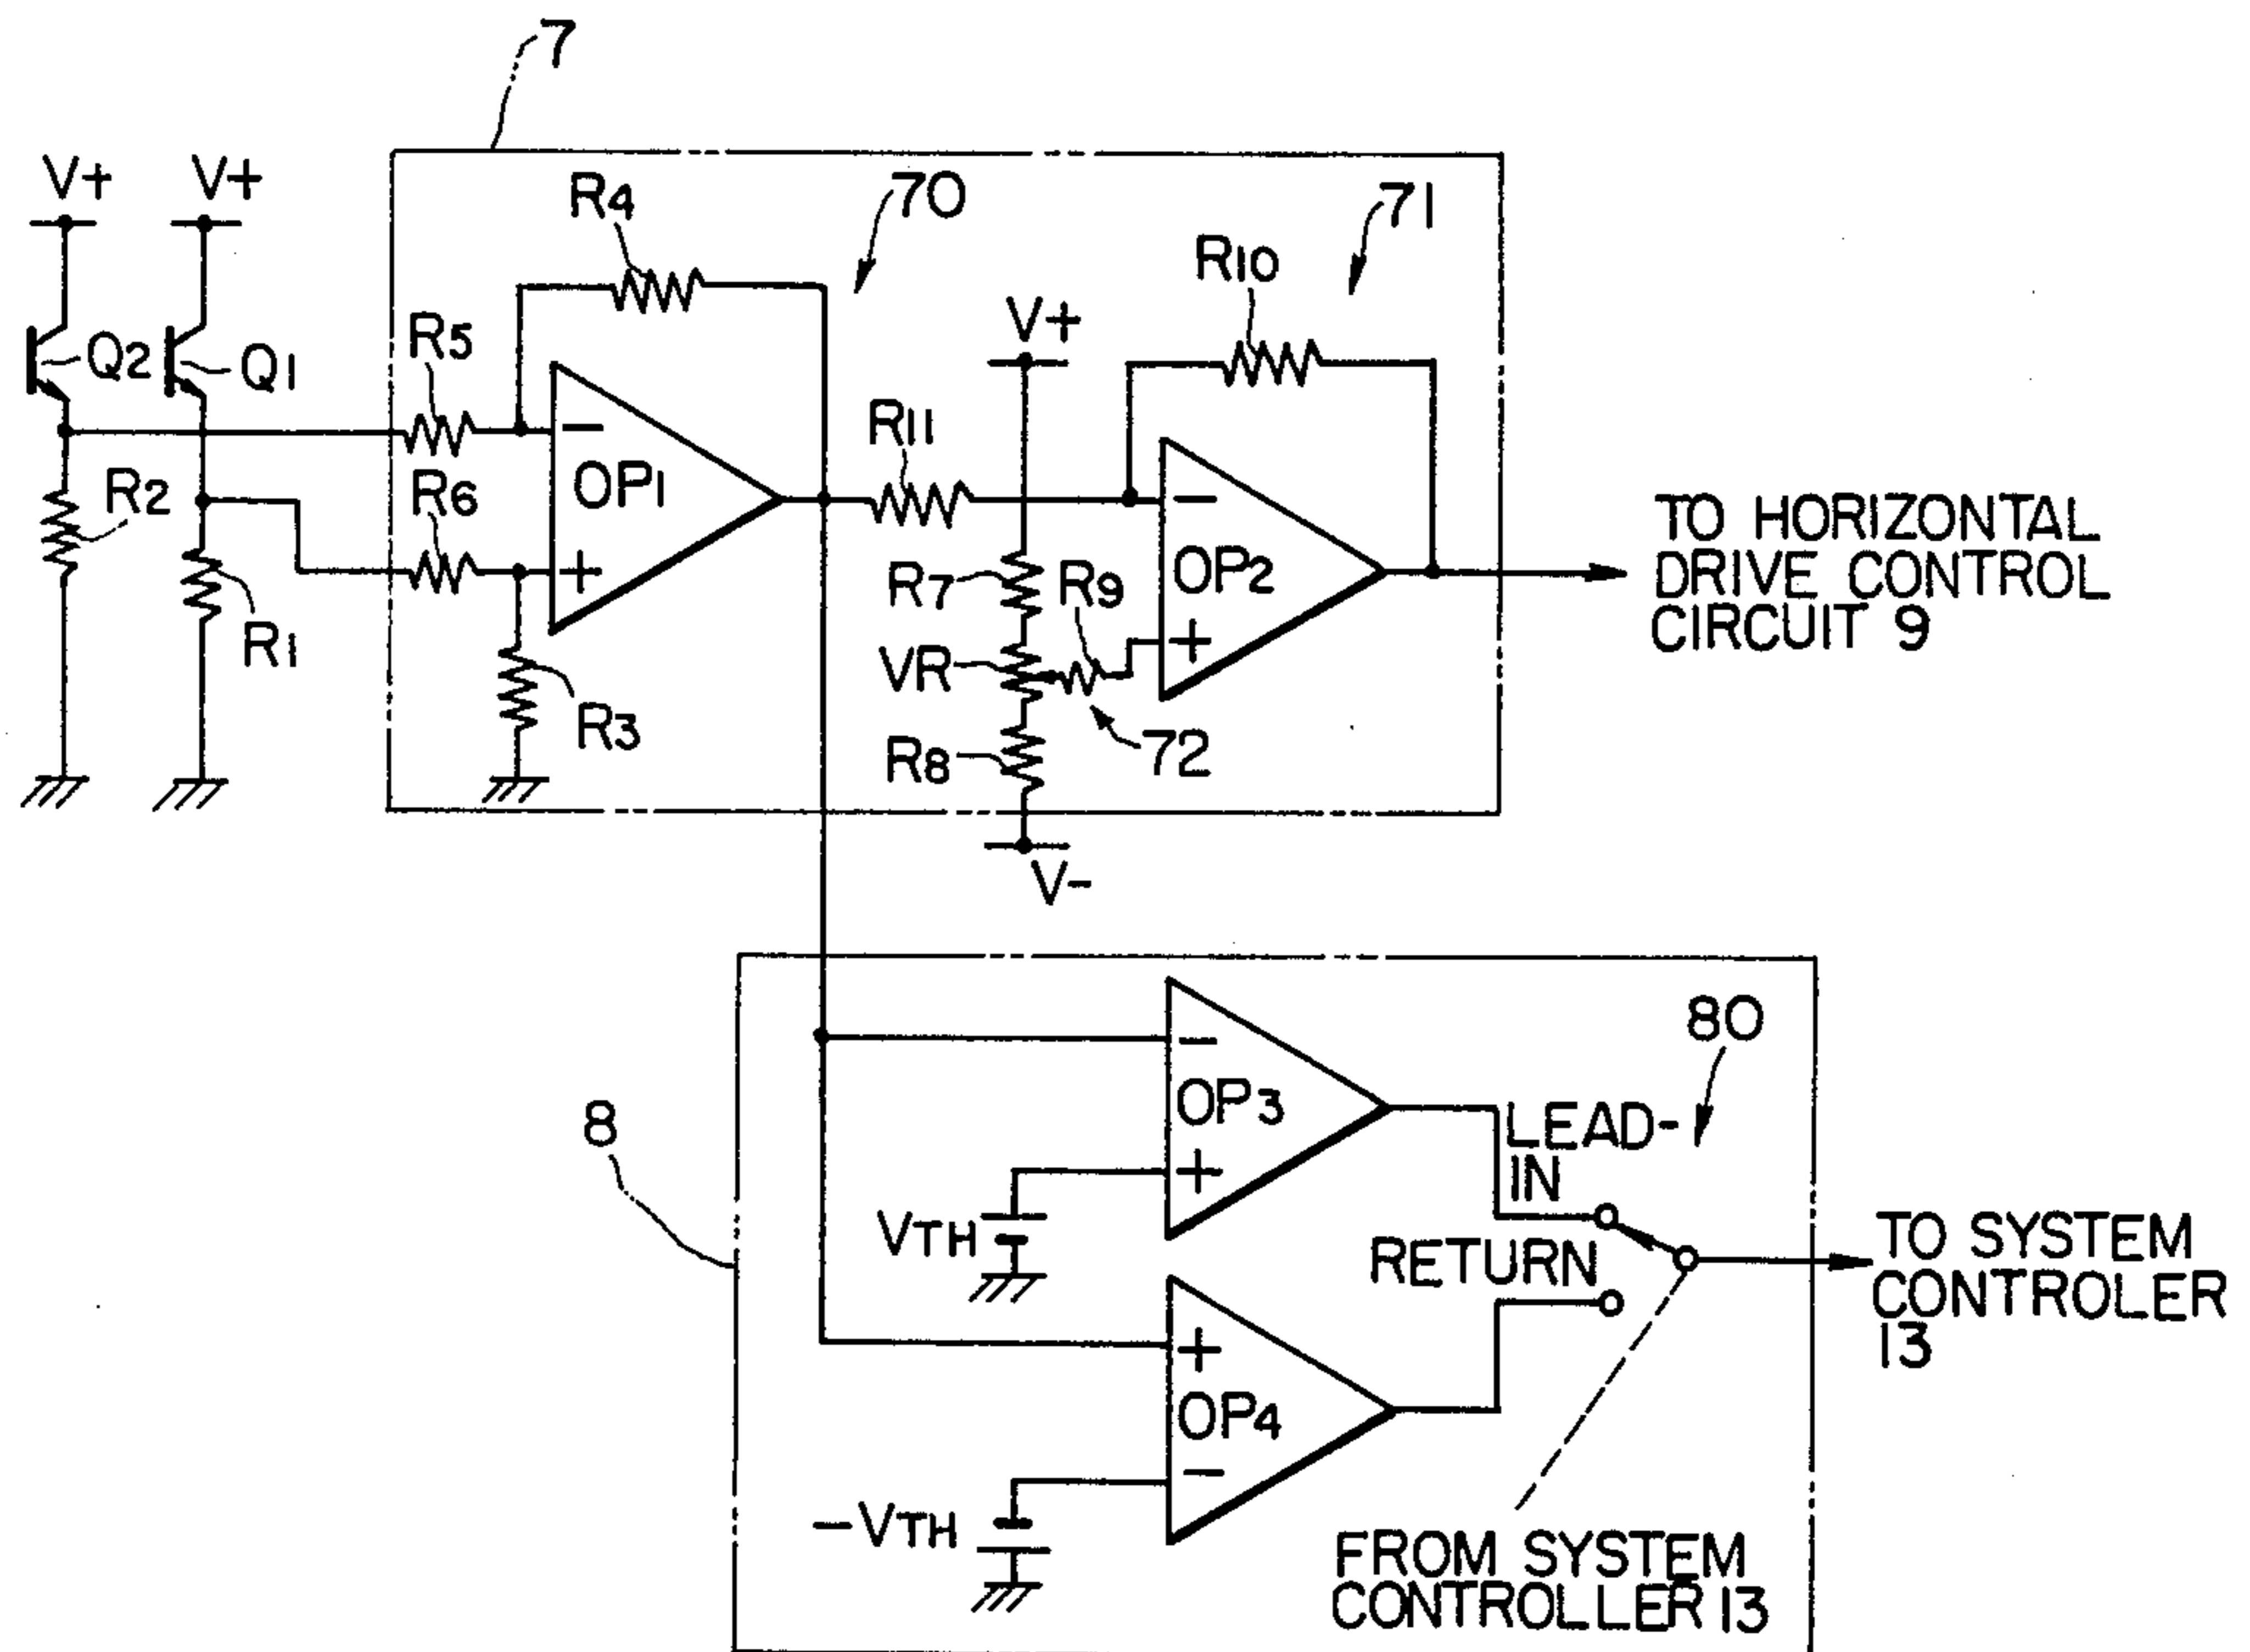 7
V+
V+
R4
70
71
R10
Q2
Q1
R5
V+
R11
R2
R6
OP1
TO HORIZONTAL
DRIVE CONTROL
CIRCUIT 9
R7
R9
OP2
R1
VR
R3
R8
72
V-
80
OP3
LEAD-
IN
8
VTH
RETURN
TO SYSTEM
CONTROLER
13
OP4
-VTH
FROM SYSTEM
CONTROLLER 13